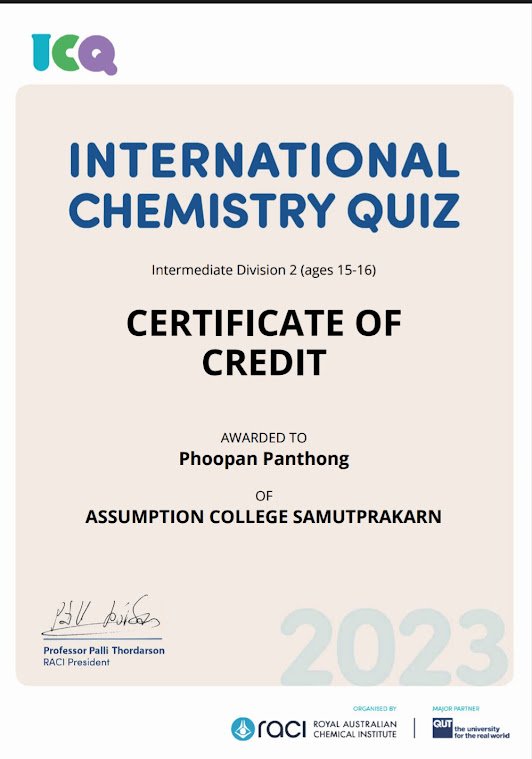 ICQ
INTERNATIONAL
CHEMISTRY QUIZ
Intermediate Division 2 (ages 15-16)
CERTIFICATE OF
CREDIT
AWARDED TO
Phoopan Panthong
OF
ASSUMPTION COLLEGE SAMUTPRAKARN
Professor Palli Thordarson
RACI President
2023
ORGANISED BY
raci ROYAL AUSTRALIAN
CHEMICAL INSTITUTE
MAJOR PARTNER
QUT the university
for the real world